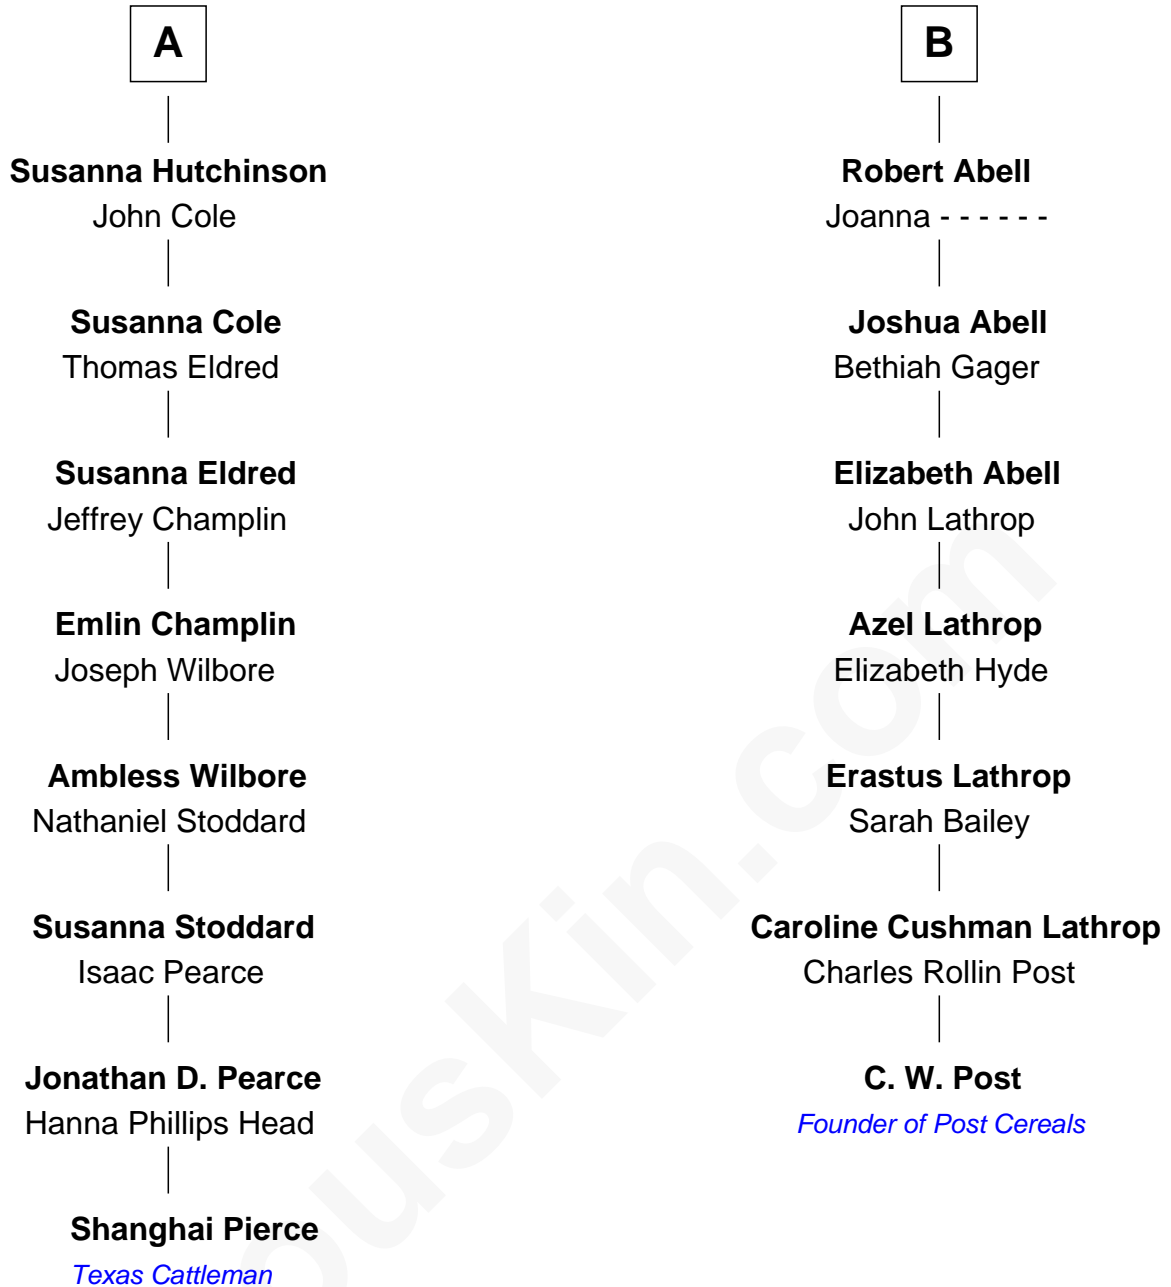 A
Susanna Hutchinson
John Cole
Susanna Cole
Thomas Eldred
Susanna Eldred
Jeffrey Champlin
Emlin Champlin
Joseph Wilbore
Ambless Wilbore
Nathaniel Stoddard
Susanna Stoddard
Isaac Pearce
Jonathan D. Pearce
Hanna Phillips Head
Shanghai Pierce
Texas Cattleman
B
Robert Abell
Joanna - - - - - -
Joshua Abell
Bethiah Gager
Elizabeth Abell
John Lathrop
Azel Lathrop
Elizabeth Hyde
Erastus Lathrop
Sarah Bailey
Caroline Cushman Lathrop
Charles Rollin Post
C. W. Post
Founder of Post Cereals
ousKin.com